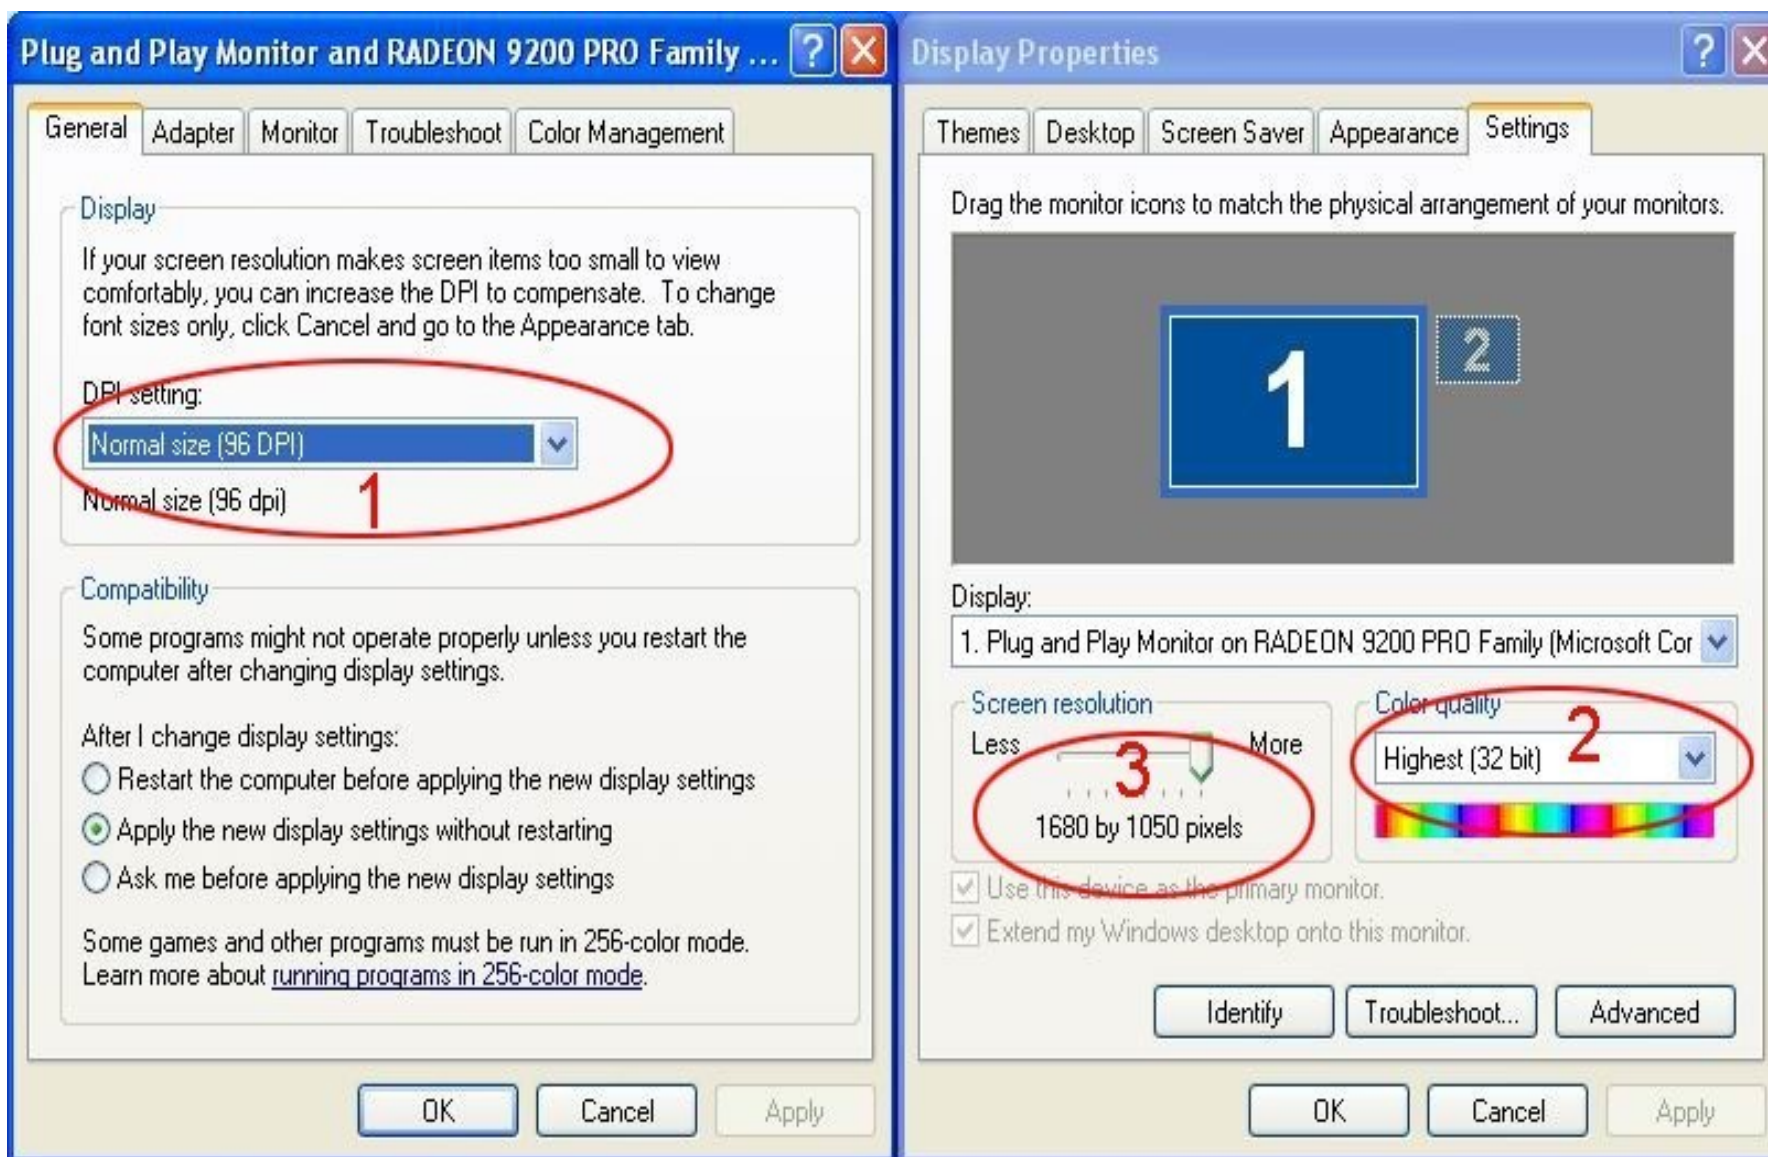 Plug and Play Monitor and RADEON 9200 PRO Family ...
General Adapter Monitor Troubleshoot Color Management
Display
If your screen resolution makes screen items too small to view
comfortably, you can increase the DPI to compensate. To change
font sizes only, click Cancel and go to the Appearance tab.
DPI setting:
Normal size (96 DPI)
Normal size (96 dpi)
1
Compatibility
Some programs might not operate properly unless you restart the
computer after changing display settings.
After I change display settings:
Restart the computer before applying the new display settings
Apply the new display settings without restarting
Ask me before applying the new display settings
Some games and other programs must be run in 256-color mode.
Learn more about running programs in 256-color mode.
OK Cancel Apply
Display Properties
Themes Desktop Screen Saver Appearance Settings
Drag the monitor icons to match the physical arrangement of your monitors.
1 2
Display:
1. Plug and Play Monitor on RADEON 9200 PRO Family (Microsoft Cor
Screen resolution
Less More
3
1680 by 1050 pixels
Color quality
2
Highest (32 bit)
Use this device as the primary monitor.
Extend my Windows desktop onto this monitor.
Identify Troubleshoot... Advanced
OK Cancel Apply